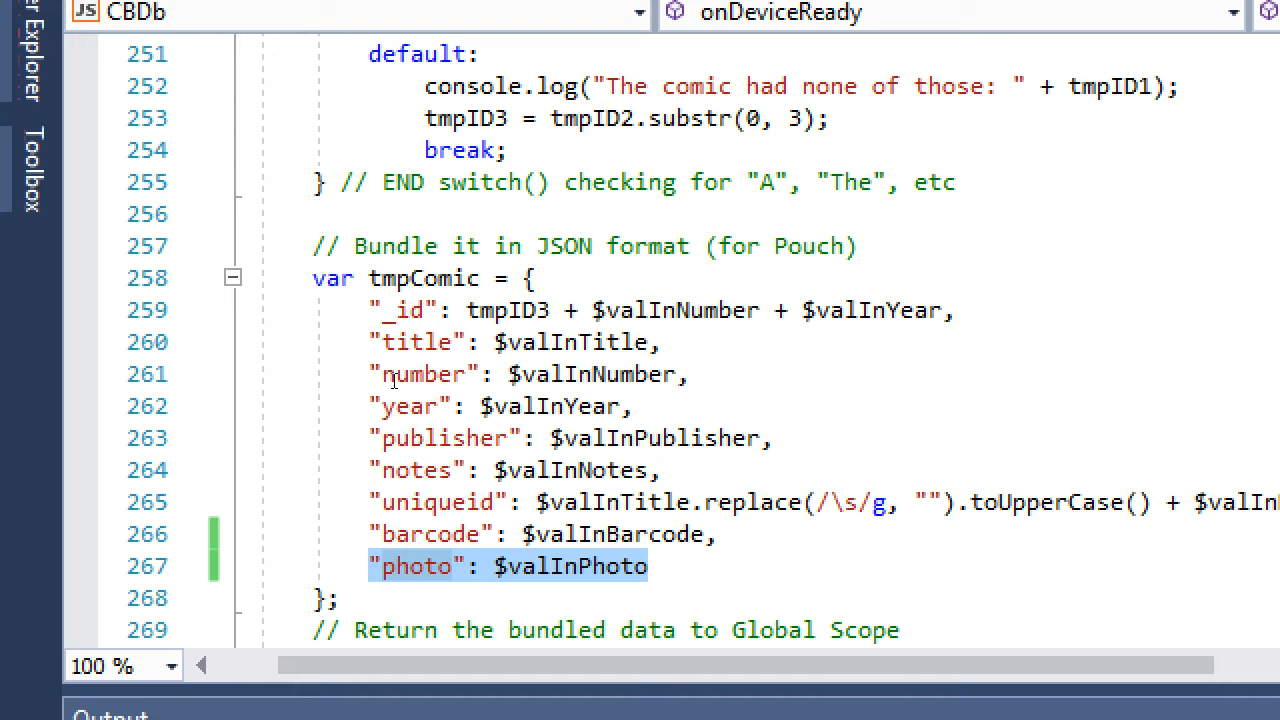 JS CBDb
onDeviceReady
er Explorer
Toolbox
251 default:
252 console.log("The comic had none of those: " + tmpID1);
253 tmpID3 = tmpID2.substr(0, 3);
254 break;
255 } // END switch() checking for "A", "The", etc
256
257 // Bundle it in JSON format (for Pouch)
258 var tmpComic = {
259 "_id": tmpID3 + $valInNumber + $valInYear,
260 "title": $valInTitle,
261 "number": $valInNumber,
262 "year": $valInYear,
263 "publisher": $valInPublisher,
264 "notes": $valInNotes,
265 "uniqueid": $valInTitle.replace(/\s/g, "").toUpperCase() + $valInN
266 "barcode": $valInBarcode,
267 "photo": $valInPhoto
268 };
269 // Return the bundled data to Global Scope
100 %
Output